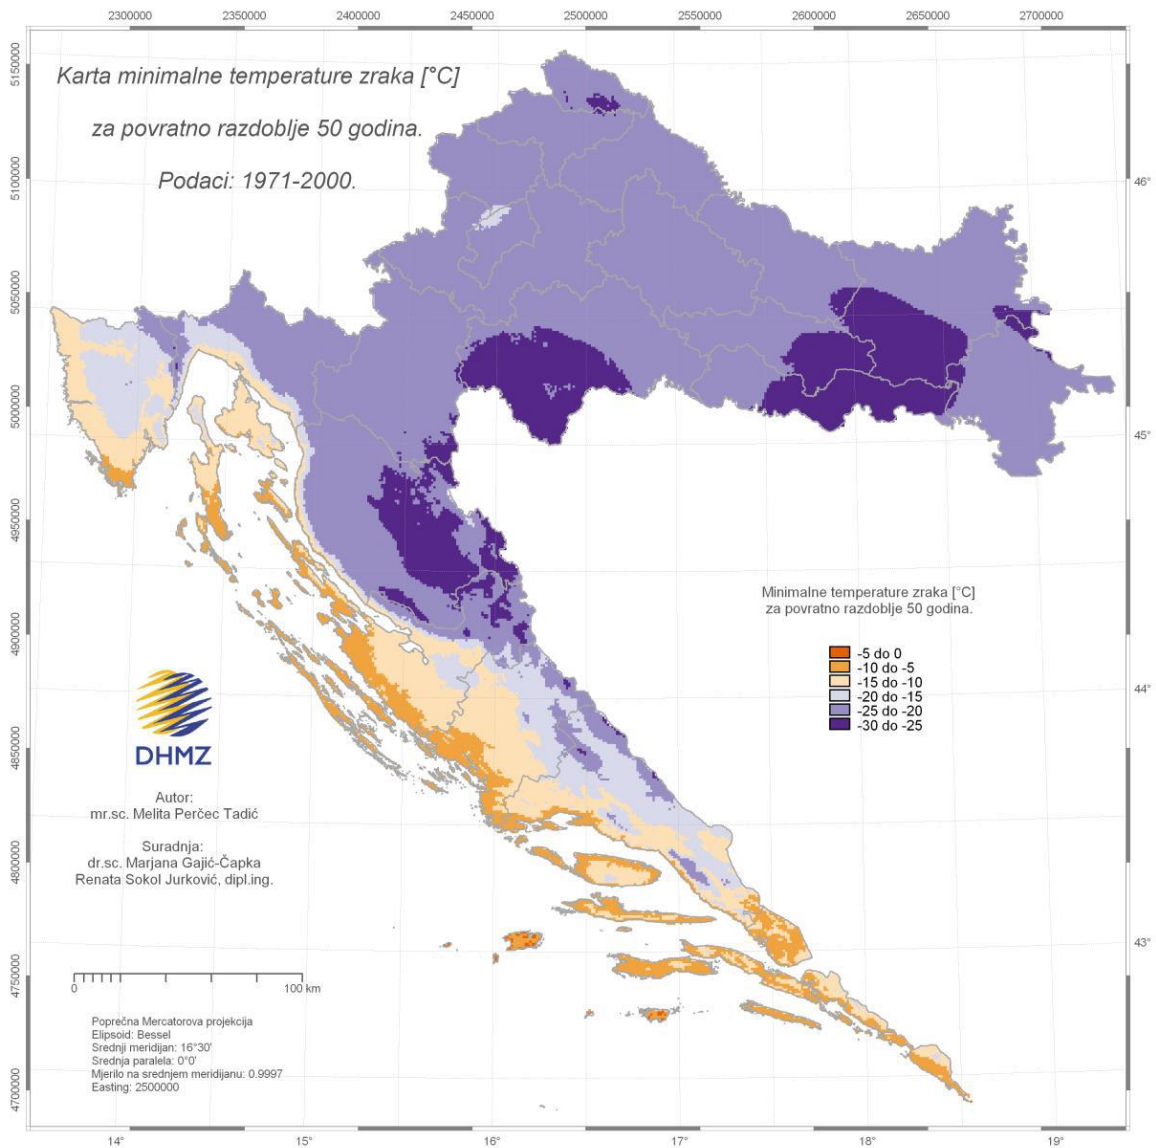 2300000 2350000 2400000 2450000 2500000 2550000 2600000 2650000 2700000
Karta minimalne temperature zraka [°C]
za povratno razdoblje 50 godina.
Podaci: 1971-2000.
5150000
5100000
5050000
5000000
4950000
4900000
4850000
4800000
4750000
4700000
46°
45°
44°
43°
Minimalne temperature zraka [°C]
za povratno razdoblje 50 godina.
-5 do 0
-10 do -5
-15 do -10
-20 do -15
-25 do -20
-30 do -25
DHMZ
Autor:
mr.sc. Melita Perčec Tadić
Suradnja:
dr.sc. Marjana Gajić-Čapka
Renata Sokol Jurković, dipl.ing.
0 100 km
Poprečna Mercatorova projekcija
Elipsoid: Bessel
Srednji meridijan: 16°30'
Srednja paralela: 0°0'
Mjerilo na srednjem meridijanu: 0.9997
Easting: 2500000
14° 15° 16° 17° 18° 19°